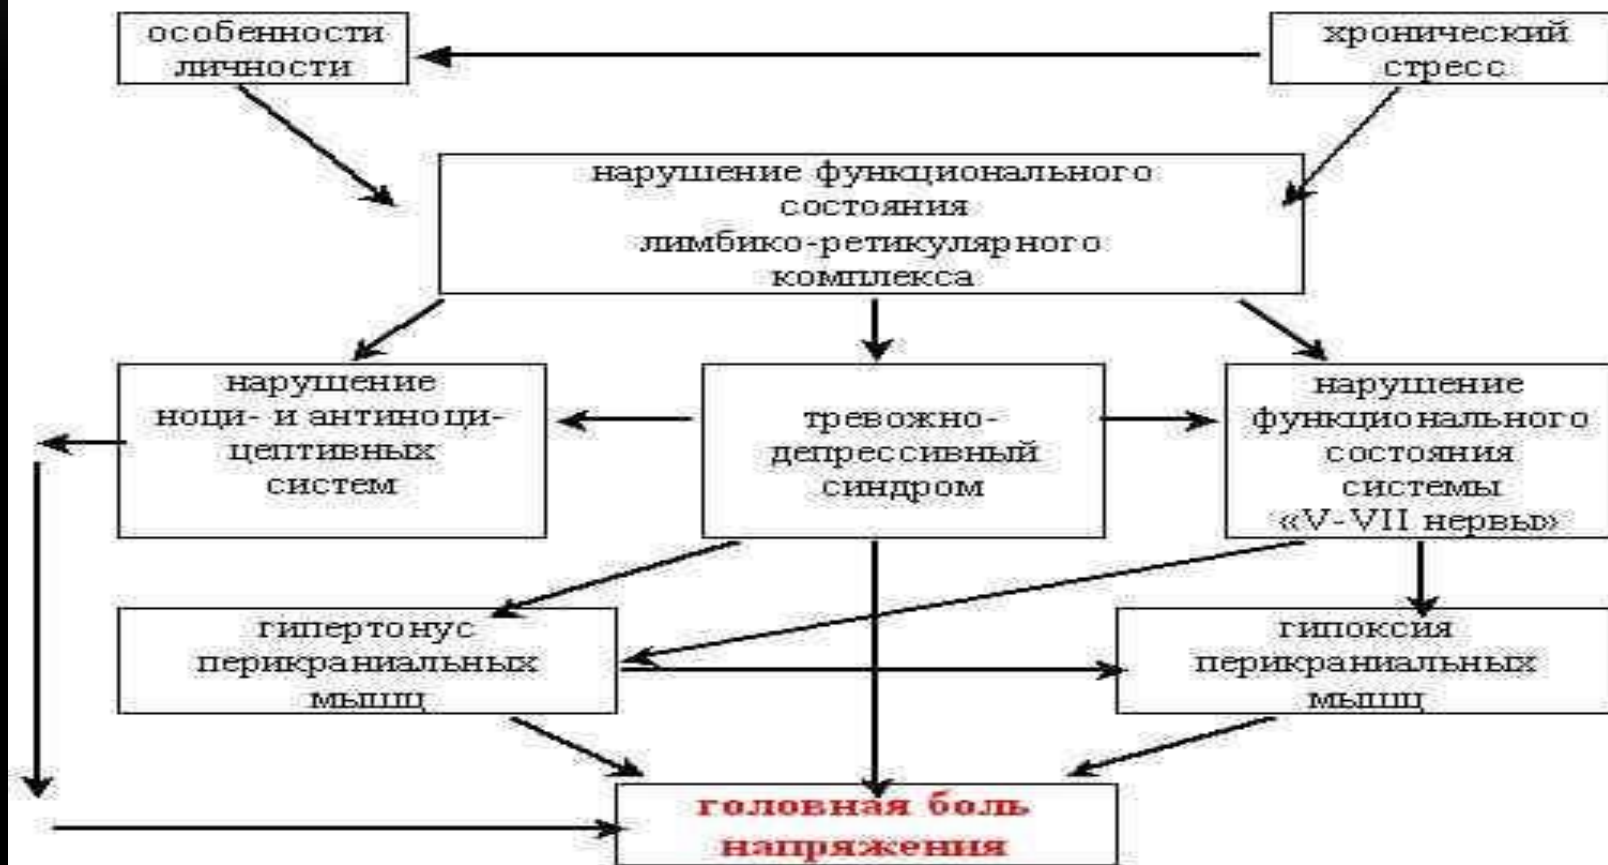 особенности
личности
хронический
стресс
нарушение функционального
состояния
лимбико-ретикулярного
комплекса
нарушение
ноци- и антиноци-
цептивных
систем
тревожно-
депрессивный
синдром
нарушение
функционального
состояния
системы
«V-VII нервы»
гипертонус
перикраниальных
мышц
гипоксия
перикраниальных
мышц
головная боль
напряжения